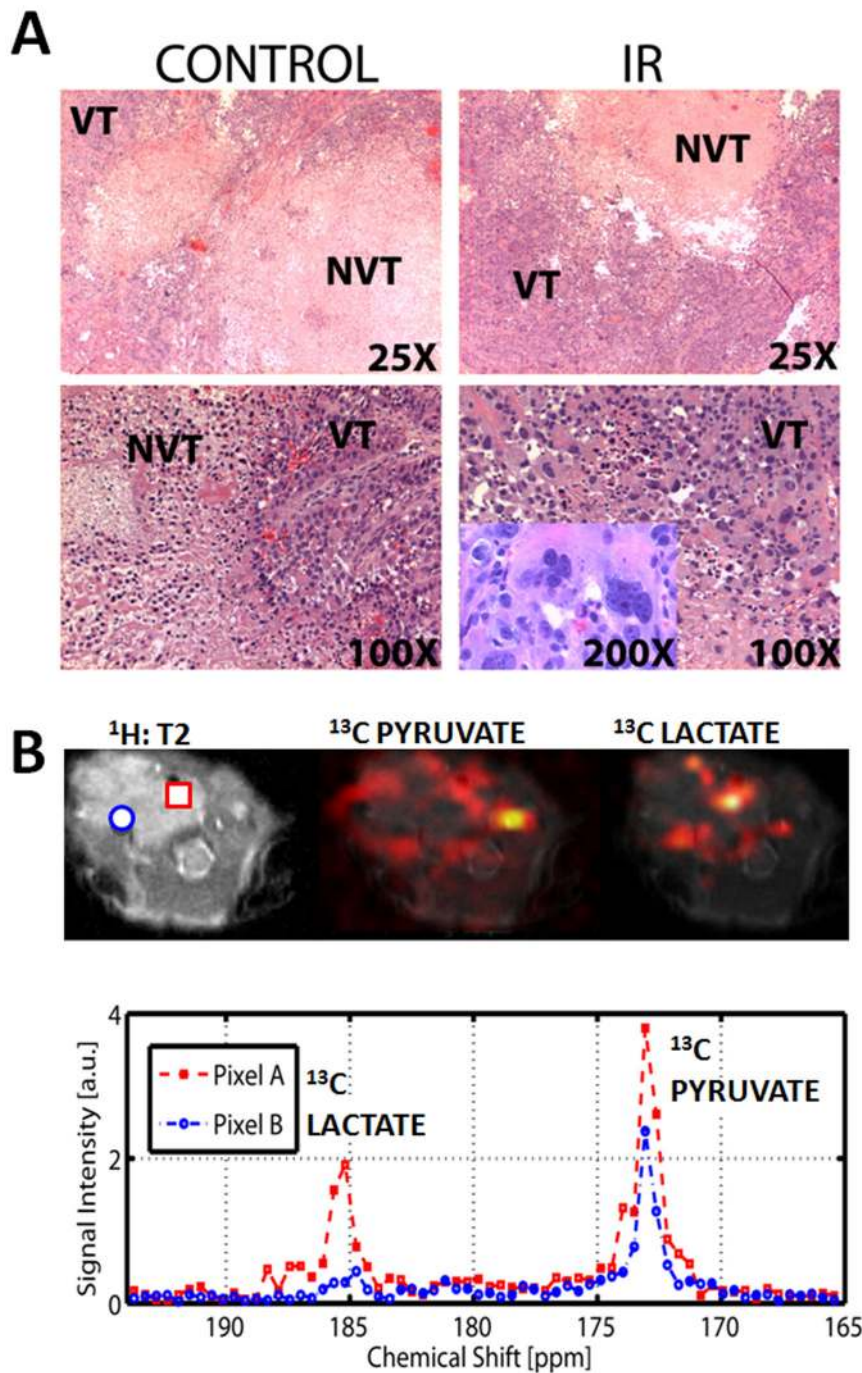 A
CONTROL
IR
VT
NVT
25X
NVT
VT
25X
NVT
VT
100X
VT
200X
100X
B
¹H: T2
¹³C PYRUVATE
¹³C LACTATE
Signal Intensity [a.u.]
4
2
0
Pixel A
Pixel B
¹³C
LACTATE
¹³C
PYRUVATE
190
185
180
175
170
165
Chemical Shift [ppm]